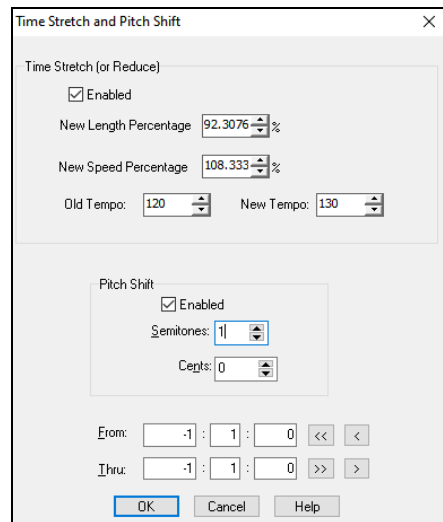 Time Stretch and Pitch Shift
Time Stretch (or Reduce)
Enabled
New Length Percentage 92.3076 %
New Speed Percentage 108.333 %
Old Tempo: 120 New Tempo: 130
Pitch Shift
Enabled
Semitones: 1
Cents: 0
From: -1 : 1 : 0 << <
Thru: -1 : 1 : 0 >> >
OK Cancel Help